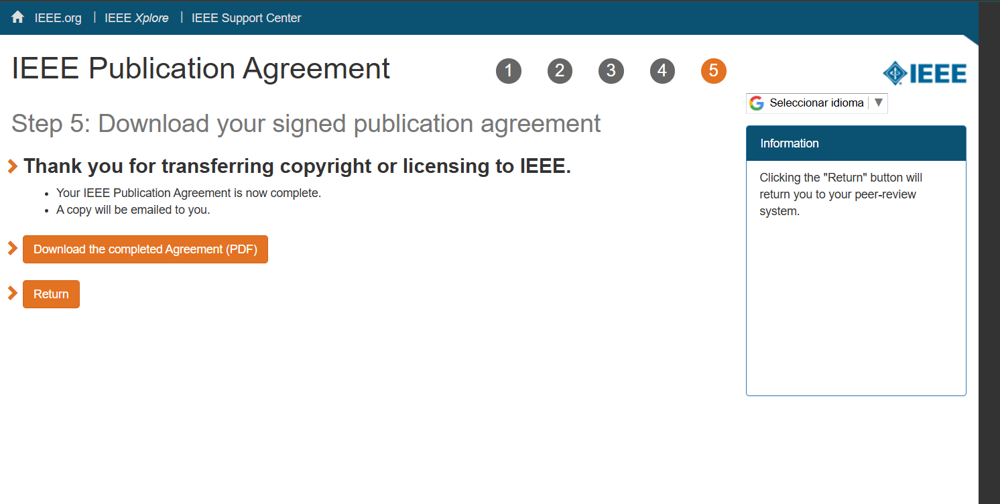 IEEE.org | IEEE Xplore | IEEE Support Center
IEEE Publication Agreement
1 2 3 4 5
IEEE
Seleccionar idioma ▼
Step 5: Download your signed publication agreement
Thank you for transferring copyright or licensing to IEEE.
• Your IEEE Publication Agreement is now complete.
• A copy will be emailed to you.
Download the completed Agreement (PDF)
Return
Information
Clicking the "Return" button will
return you to your peer-review
system.